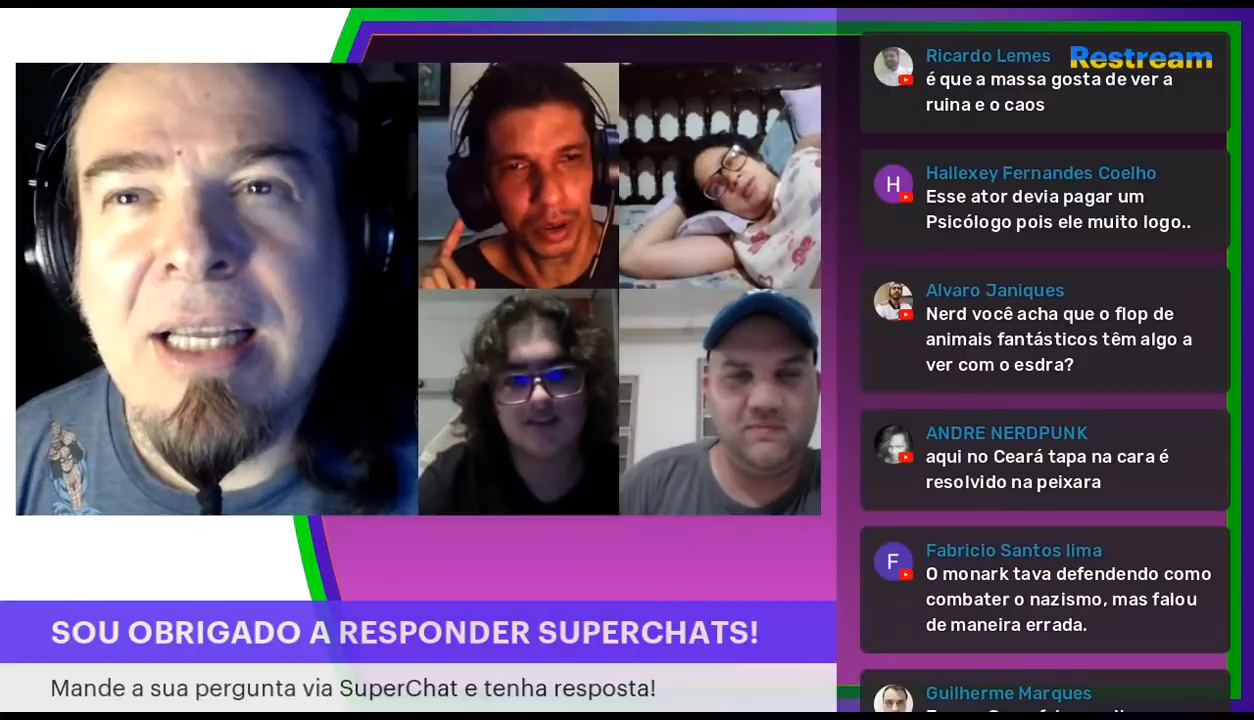 Restream
Ricardo Lemes
é que a massa gosta de ver a
ruina e o caos
Hallexey Fernandes Coelho
Esse ator devia pagar um
Psicólogo pois ele muito logo..
Alvaro Janiques
Nerd você acha que o flop de
animais fantásticos têm algo a
ver com o esdra?
ANDRE NERDPUNK
aqui no Ceará tapa na cara é
resolvido na peixara
Fabricio Santos lima
O monark tava defendendo como
combater o nazismo, mas falou
de maneira errada.
Guilherme Marques
SOU OBRIGADO A RESPONDER SUPERCHATS!
Mande a sua pergunta via SuperChat e tenha resposta!